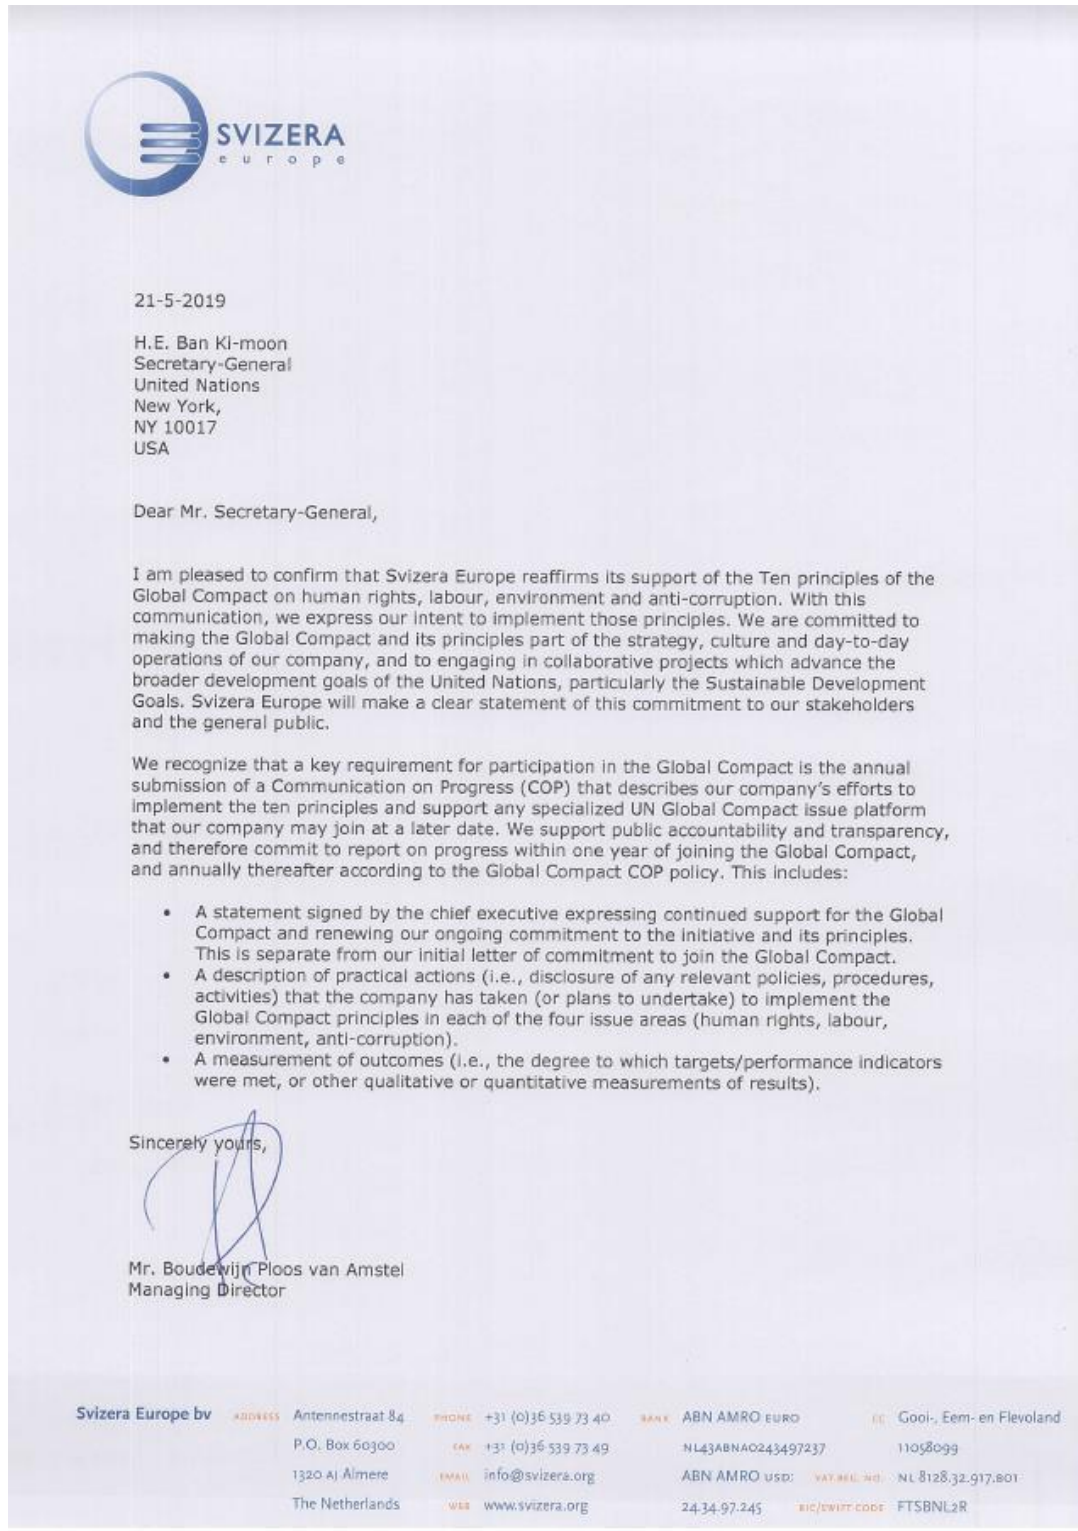 SVIZERA
europe
21-5-2019
H.E. Ban Ki-moon
Secretary-General
United Nations
New York,
NY 10017
USA
Dear Mr. Secretary-General,
I am pleased to confirm that Svizera Europe reaffirms its support of the Ten principles of the
Global Compact on human rights, labour, environment and anti-corruption. With this
communication, we express our intent to implement those principles. We are committed to
making the Global Compact and its principles part of the strategy, culture and day-to-day
operations of our company, and to engaging in collaborative projects which advance the
broader development goals of the United Nations, particularly the Sustainable Development
Goals. Svizera Europe will make a clear statement of this commitment to our stakeholders
and the general public.
We recognize that a key requirement for participation in the Global Compact is the annual
submission of a Communication on Progress (COP) that describes our company's efforts to
implement the ten principles and support any specialized UN Global Compact issue platform
that our company may join at a later date. We support public accountability and transparency,
and therefore commit to report on progress within one year of joining the Global Compact,
and annually thereafter according to the Global Compact COP policy. This includes:
• A statement signed by the chief executive expressing continued support for the Global
Compact and renewing our ongoing commitment to the initiative and its principles.
This is separate from our initial letter of commitment to join the Global Compact.
• A description of practical actions (i.e., disclosure of any relevant policies, procedures,
activities) that the company has taken (or plans to undertake) to implement the
Global Compact principles in each of the four issue areas (human rights, labour,
environment, anti-corruption).
• A measurement of outcomes (i.e., the degree to which targets/performance indicators
were met, or other qualitative or quantitative measurements of results).
Sincerely yours,
Mr. Boudewijn Ploos van Amstel
Managing Director
Svizera Europe bv ADDRESS Antennestraat 84 PHONE +31 (0)36 539 73 40 BANK ABN AMRO EURO CC Gooi-, Eem- en Flevoland
P.O. Box 60300 FAX +31 (0)36 539 73 49 NL43ABNA0243497237 11058099
1320 AJ Almere EMAIL info@svizera.org ABN AMRO USD: VAT REG. NO. NL 8128.32.917.B01
The Netherlands WEB www.svizera.org 24.34.97.245 BIC/SWIFT CODE FTSBNL2R